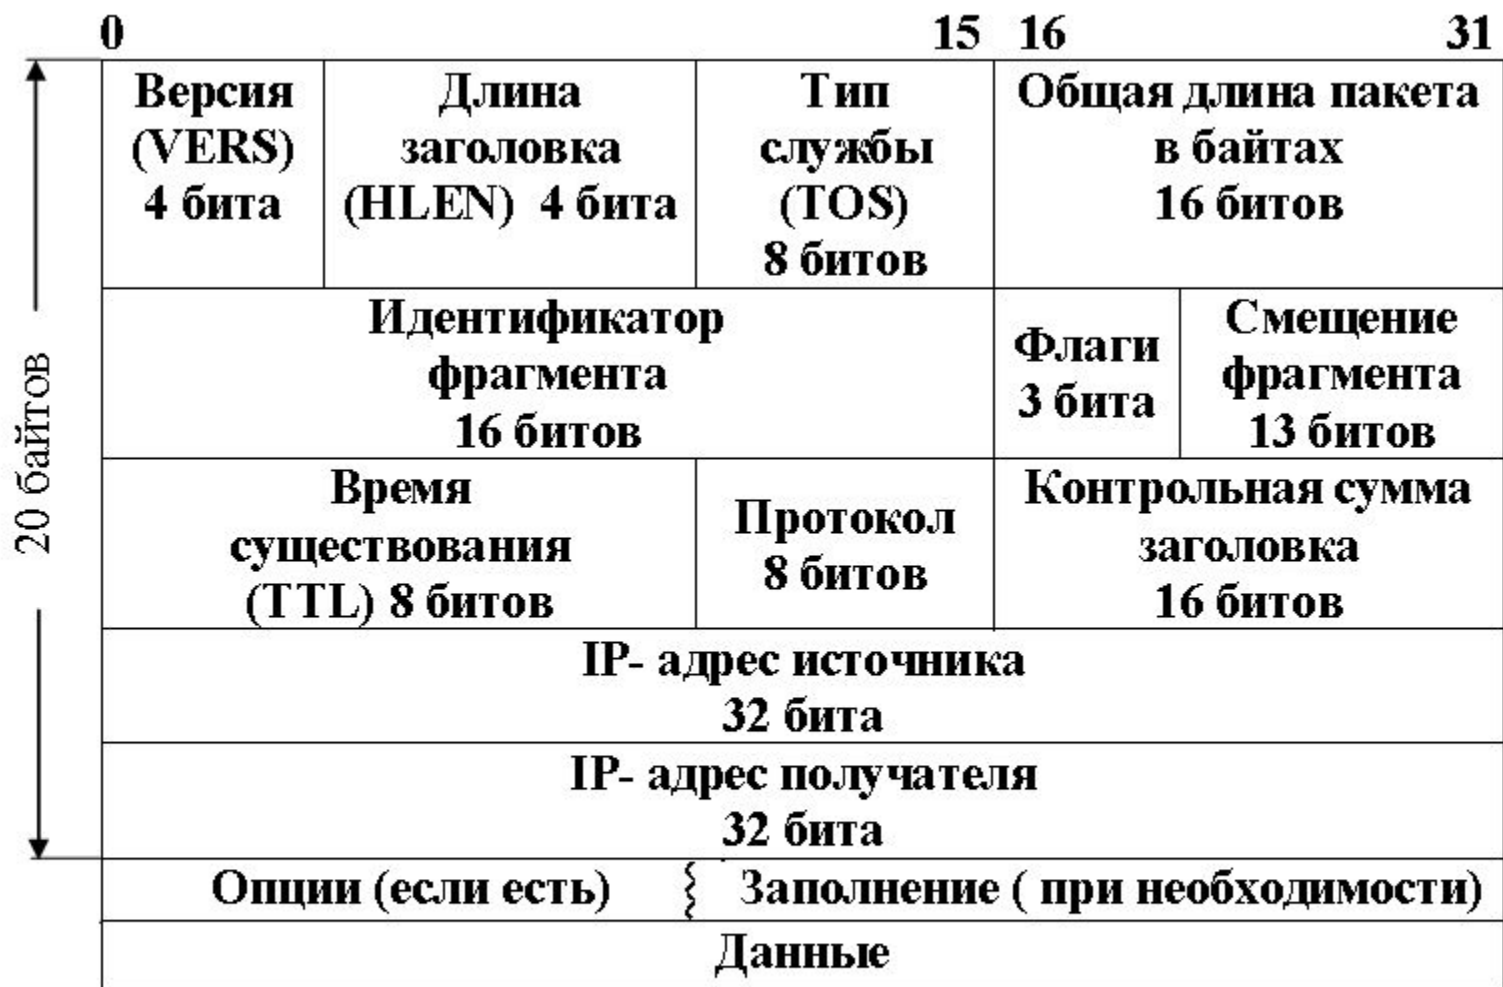 0 15 16 31
Версия
(VERS)
4 бита
Длина
заголовка
(HLEN) 4 бита
Тип
службы
(TOS)
8 битов
Общая длина пакета
в байтах
16 битов
20 байтов
Идентификатор
фрагмента
16 битов
Флаги
3 бита
Смещение
фрагмента
13 битов
Время
существования
(TTL) 8 битов
Протокол
8 битов
Контрольная сумма
заголовка
16 битов
IP- адрес источника
32 бита
IP- адрес получателя
32 бита
Опции (если есть)
Заполнение ( при необходимости)
Данные